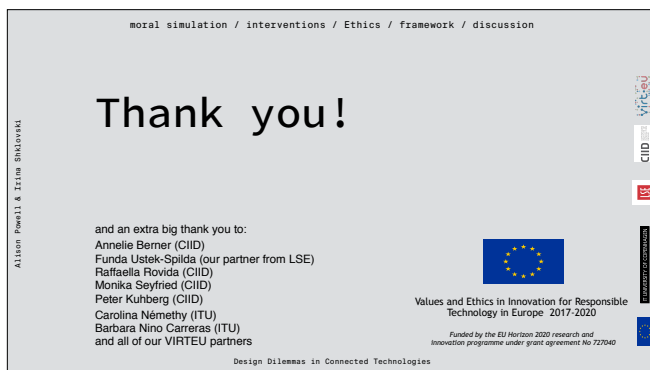 moral simulation / interventions / Ethics / framework / discussion
Thank you!
Alison Powell & Irina Shklovski
and an extra big thank you to:
Annelie Berner (CIID)
Funda Ustek-Spilda (our partner from LSE)
Raffaella Rovida (CIID)
Monika Seyfried (CIID)
Peter Kuhberg (CIID)
Carolina Némethy (ITU)
Barbara Nino Carreras (ITU)
and all of our VIRTEU partners
Values and Ethics in Innovation for Responsible
Technology in Europe 2017-2020
Funded by the EU Horizon 2020 research and
Innovation programme under grant agreement No 727040
virt:eu
CIID
LSE
IT UNIVERSITY OF COPENHAGEN
Design Dilemmas in Connected Technologies